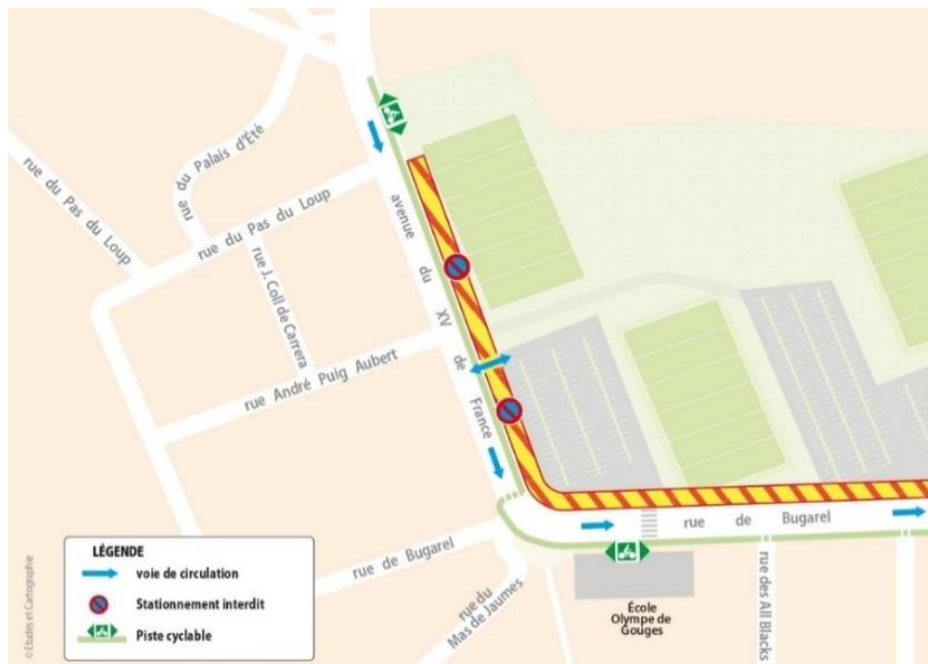 rue du Palais d'Été
rue du Pas du Loup
rue du Pas du Loup
rue J. Coll de Carrera
avenue du XV de France
rue André Puig Aubert
rue de Bugarel
rue de Bugarel
rue du
Mas de Jaumes
rue des All Blacks
École
Olympe de
Gouges
LÉGENDE
voie de circulation
Stationnement interdit
Piste cyclable
© Etudes et Cartographie